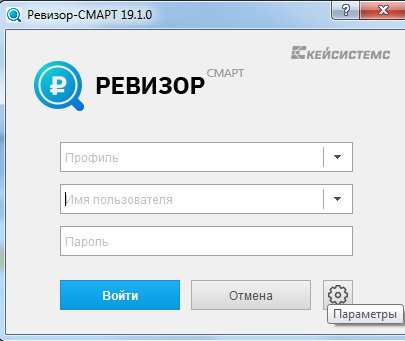 Ревизор-СМАРТ 19.1.0
?
КЕЙСИСТЕМС
РЕВИЗОР СМАРТ
Профиль
Имя пользователя
Пароль
Войти
Отмена
Параметры